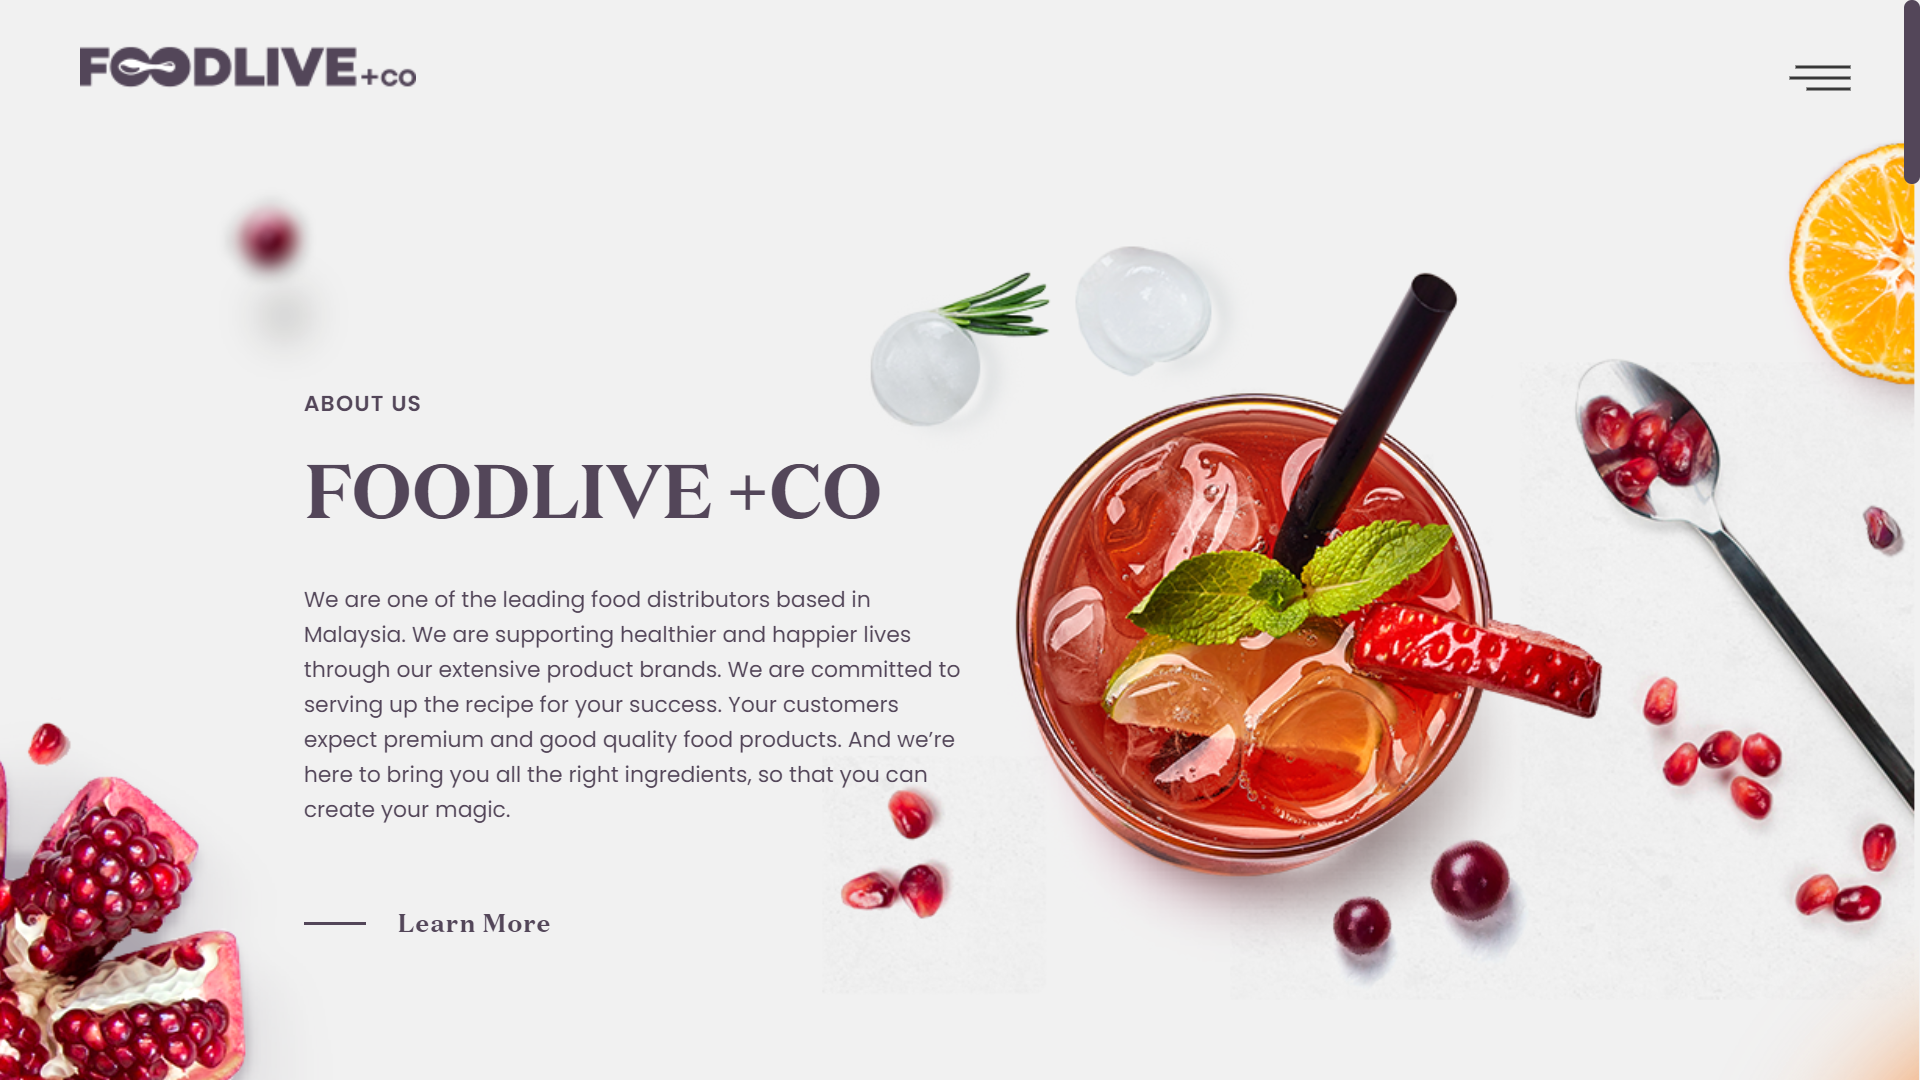 FOODLIVE +CO
ABOUT US
FOODLIVE +CO
We are one of the leading food distributors based in
Malaysia. We are supporting healthier and happier lives
through our extensive product brands. We are committed to
serving up the recipe for your success. Your customers
expect premium and good quality food products. And we’re
here to bring you all the right ingredients, so that you can
create your magic.
Learn More